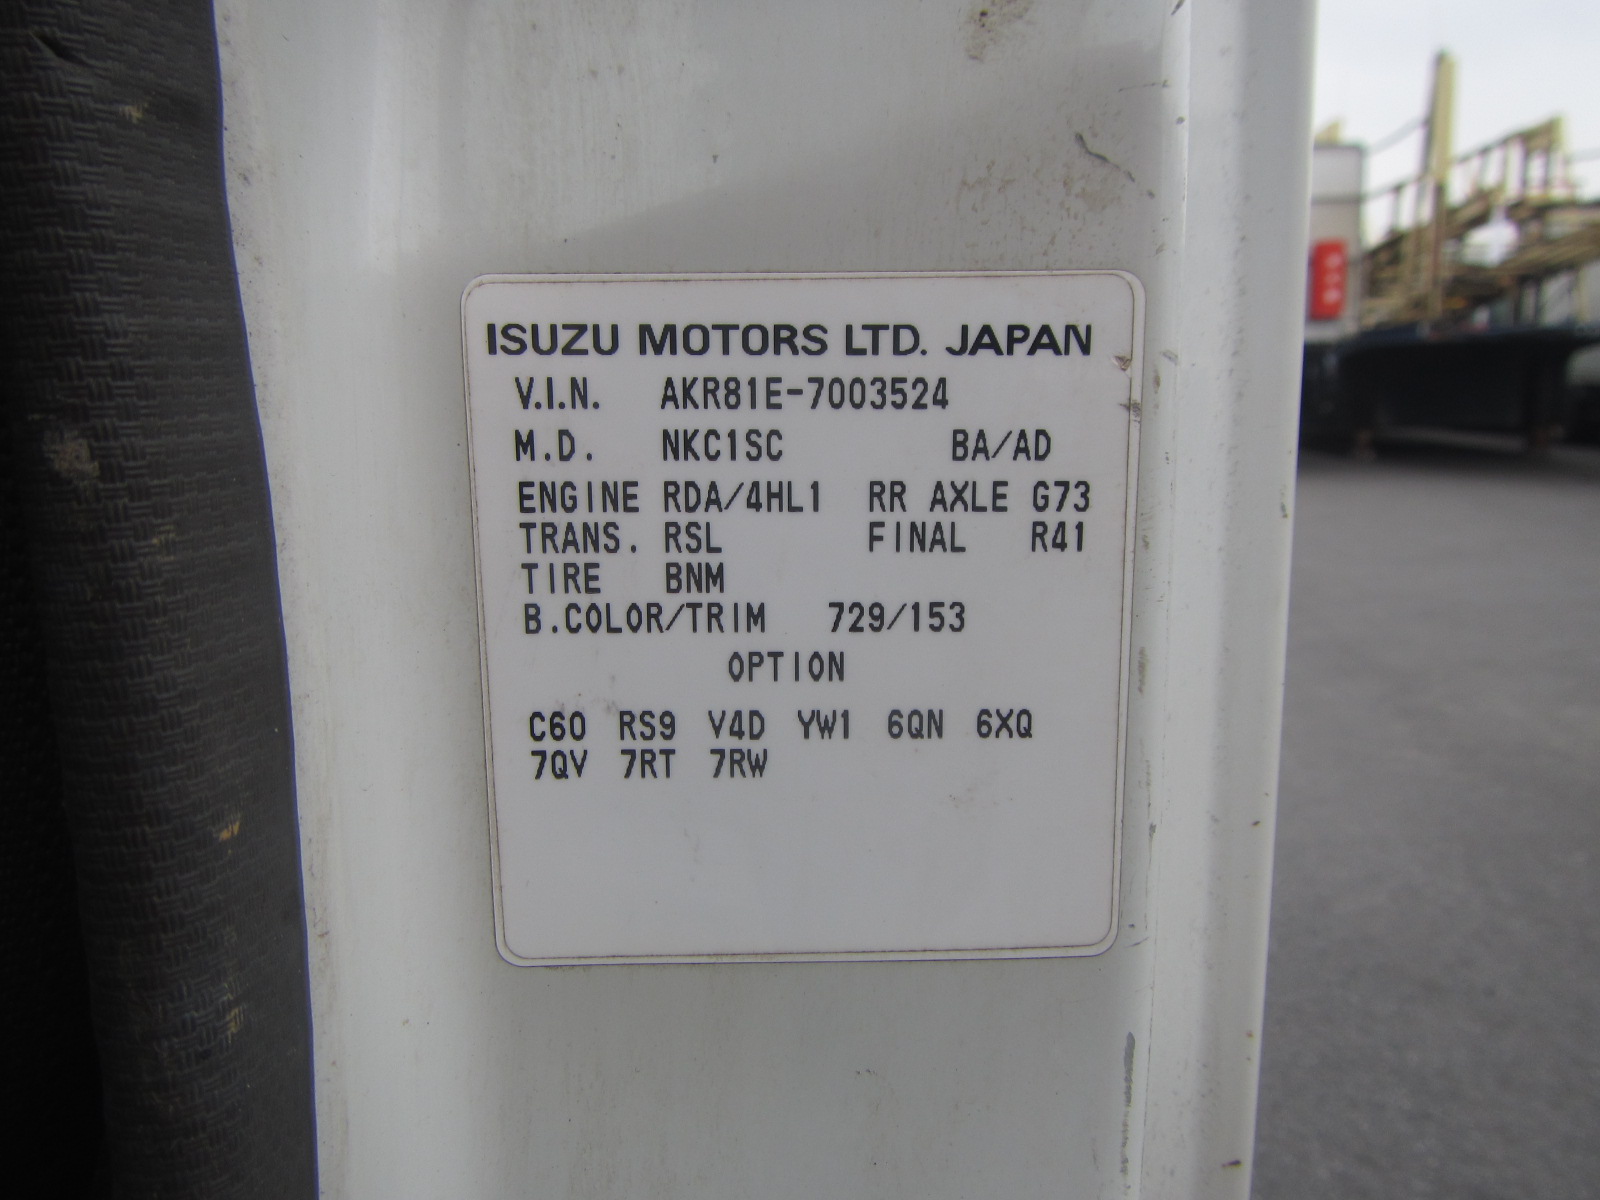 ISUZU MOTORS LTD. JAPAN
V.I.N. AKR81E-7003524
M.D. NKC1SC BA/AD
ENGINE RDA/4HL1 RR AXLE G73
TRANS. RSL FINAL R41
TIRE BNM
B.COLOR/TRIM 729/153
OPTION
C60 RS9 V4D YW1 6QN 6XQ
7QV 7RT 7RW